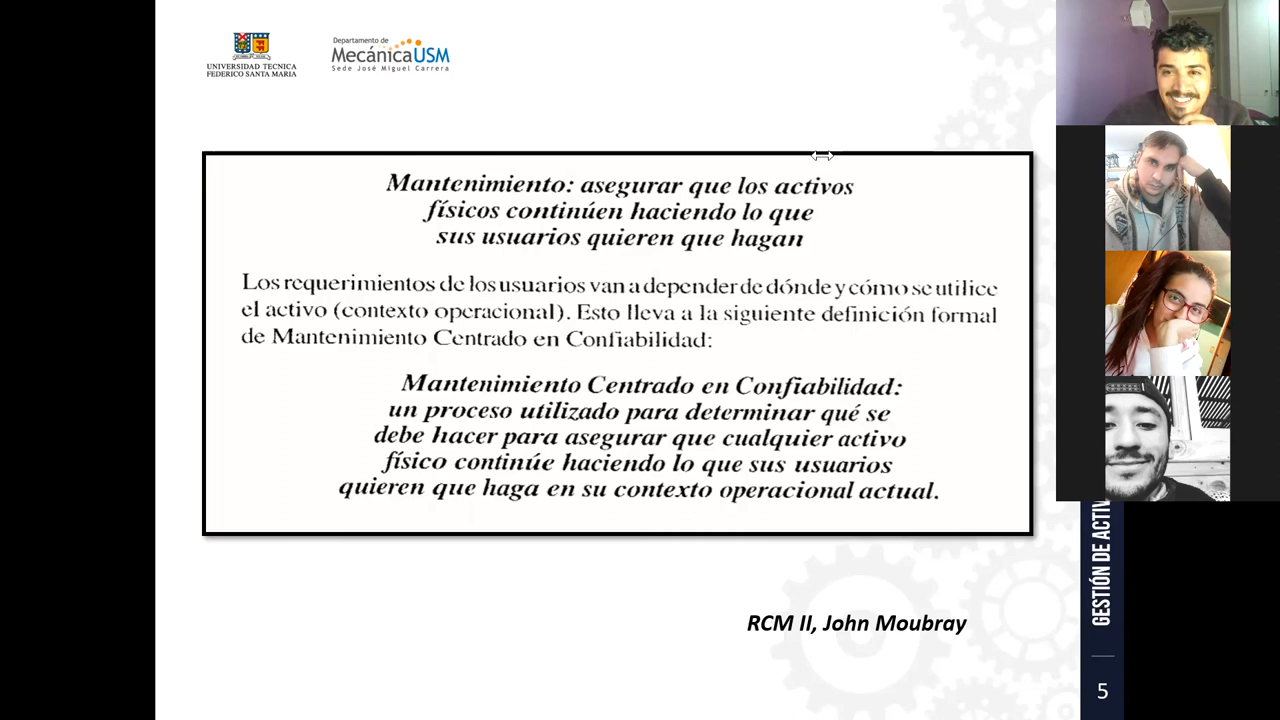 UNIVERSIDAD TECNICA
FEDERICO SANTA MARIA
Departamento de
MecánicaUSM
Sede José Miguel Carrera
Mantenimiento: asegurar que los activos
físicos continúen haciendo lo que
sus usuarios quieren que hagan
Los requerimientos de los usuarios van a depender de dónde y cómo se utilice
el activo (contexto operacional). Esto lleva a la siguiente definición formal
de Mantenimiento Centrado en Confiabilidad:
Mantenimiento Centrado en Confiabilidad:
un proceso utilizado para determinar qué se
debe hacer para asegurar que cualquier activo
físico continúe haciendo lo que sus usuarios
quieren que haga en su contexto operacional actual.
RCM II, John Moubray
GESTIÓN DE ACTIV
5